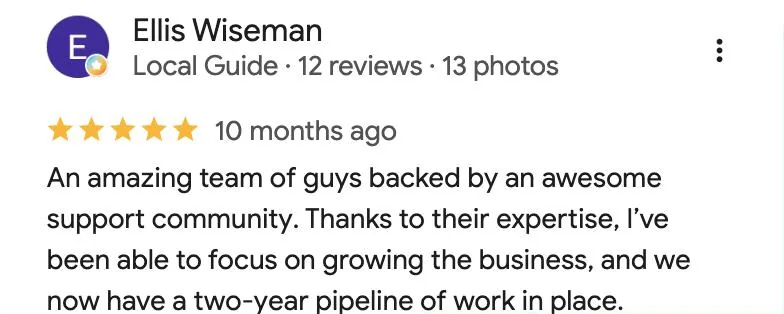 E
Ellis Wiseman
Local Guide · 12 reviews · 13 photos
10 months ago
An amazing team of guys backed by an awesome
support community. Thanks to their expertise, I’ve
been able to focus on growing the business, and we
now have a two-year pipeline of work in place.